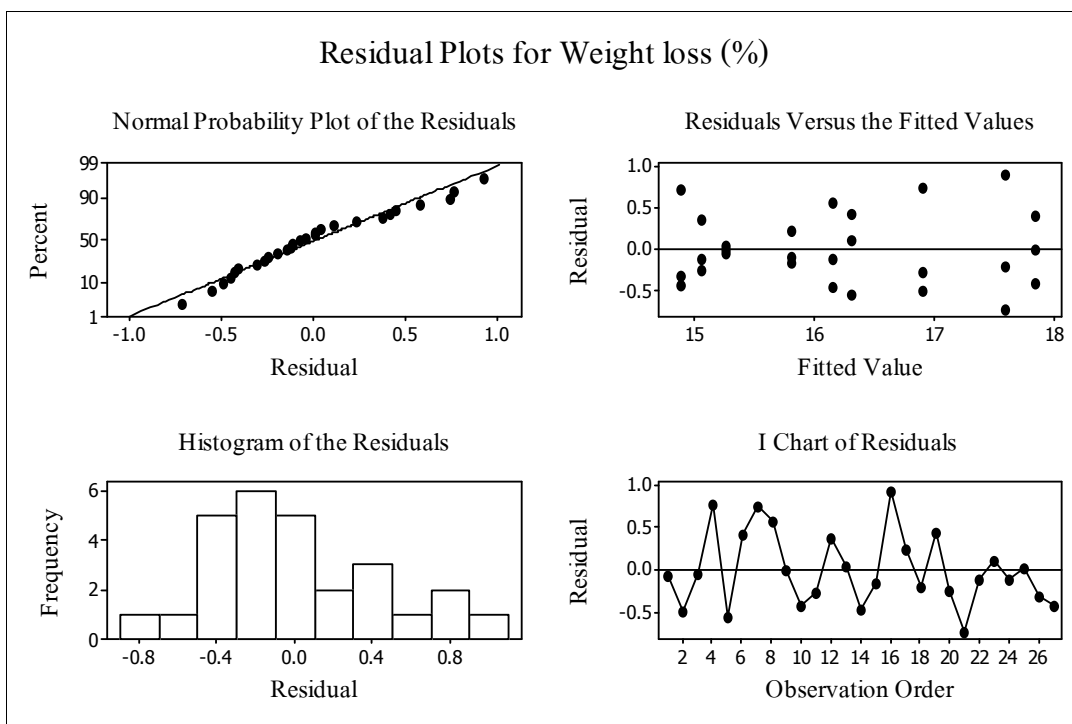 Residual Plots for Weight loss (%)
Normal Probability Plot of the Residuals
99
90
50
10
1
Percent
-1.0 -0.5 0.0 0.5 1.0
Residual
Residuals Versus the Fitted Values
1.0
0.5
0.0
-0.5
Residual
15 16 17 18
Fitted Value
Histogram of the Residuals
6
4
2
0
Frequency
-0.8 -0.4 0.0 0.4 0.8
Residual
I Chart of Residuals
1.0
0.5
0.0
-0.5
Residual
2 4 6 8 10 12 14 16 18 20 22 24 26
Observation Order